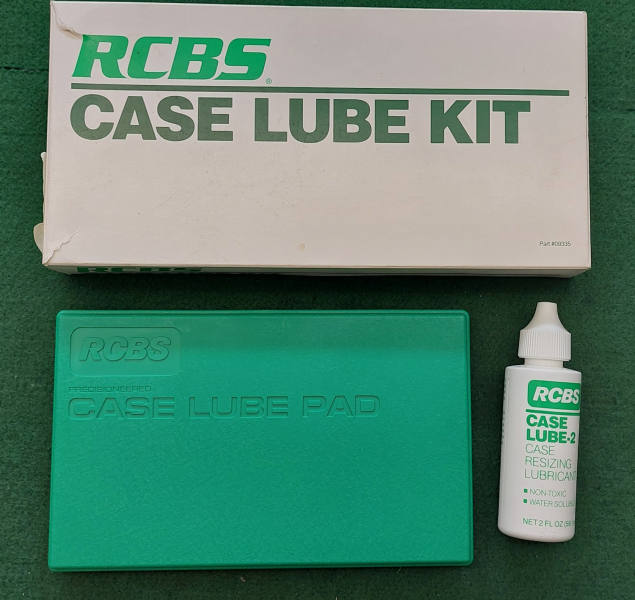 RCBS®
CASE LUBE KIT
Part #09335
RCBS
RCBS
PRECISIONEERED
CASE LUBE PAD
RCBS
CASE
LUBE-2
CASE
RESIZING
LUBRICANT
■ NON-TOXIC
■ WATER
NET 2 FL OZ